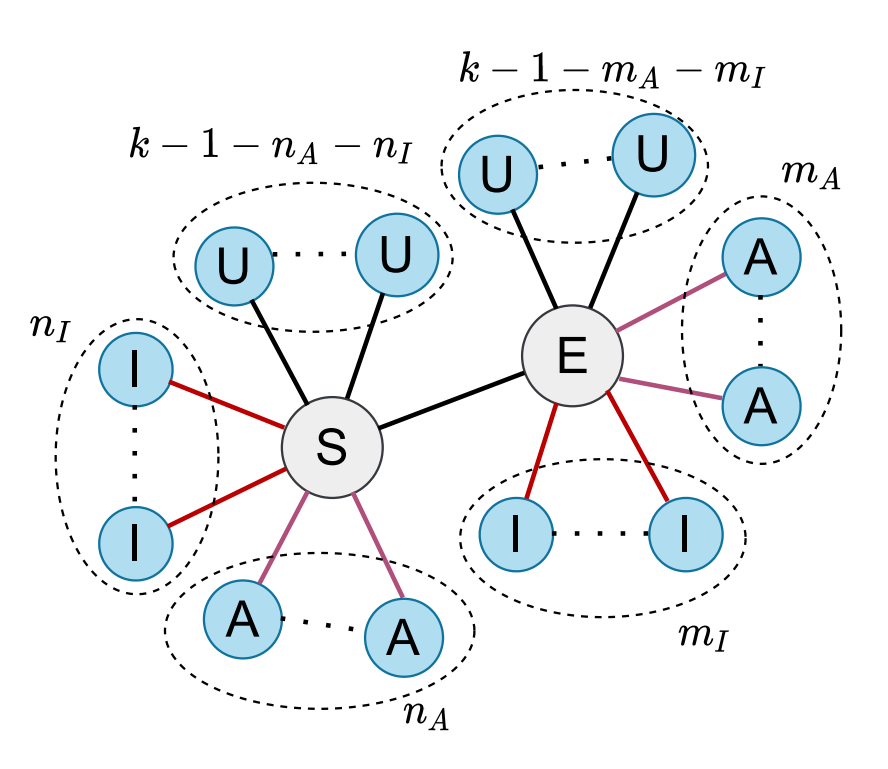 k − 1 − m_A − m_I
k − 1 − n_A − n_I
m_A
U U
U U
A
n_I
I
E
A
S
I
I I
A A
m_I
n_A